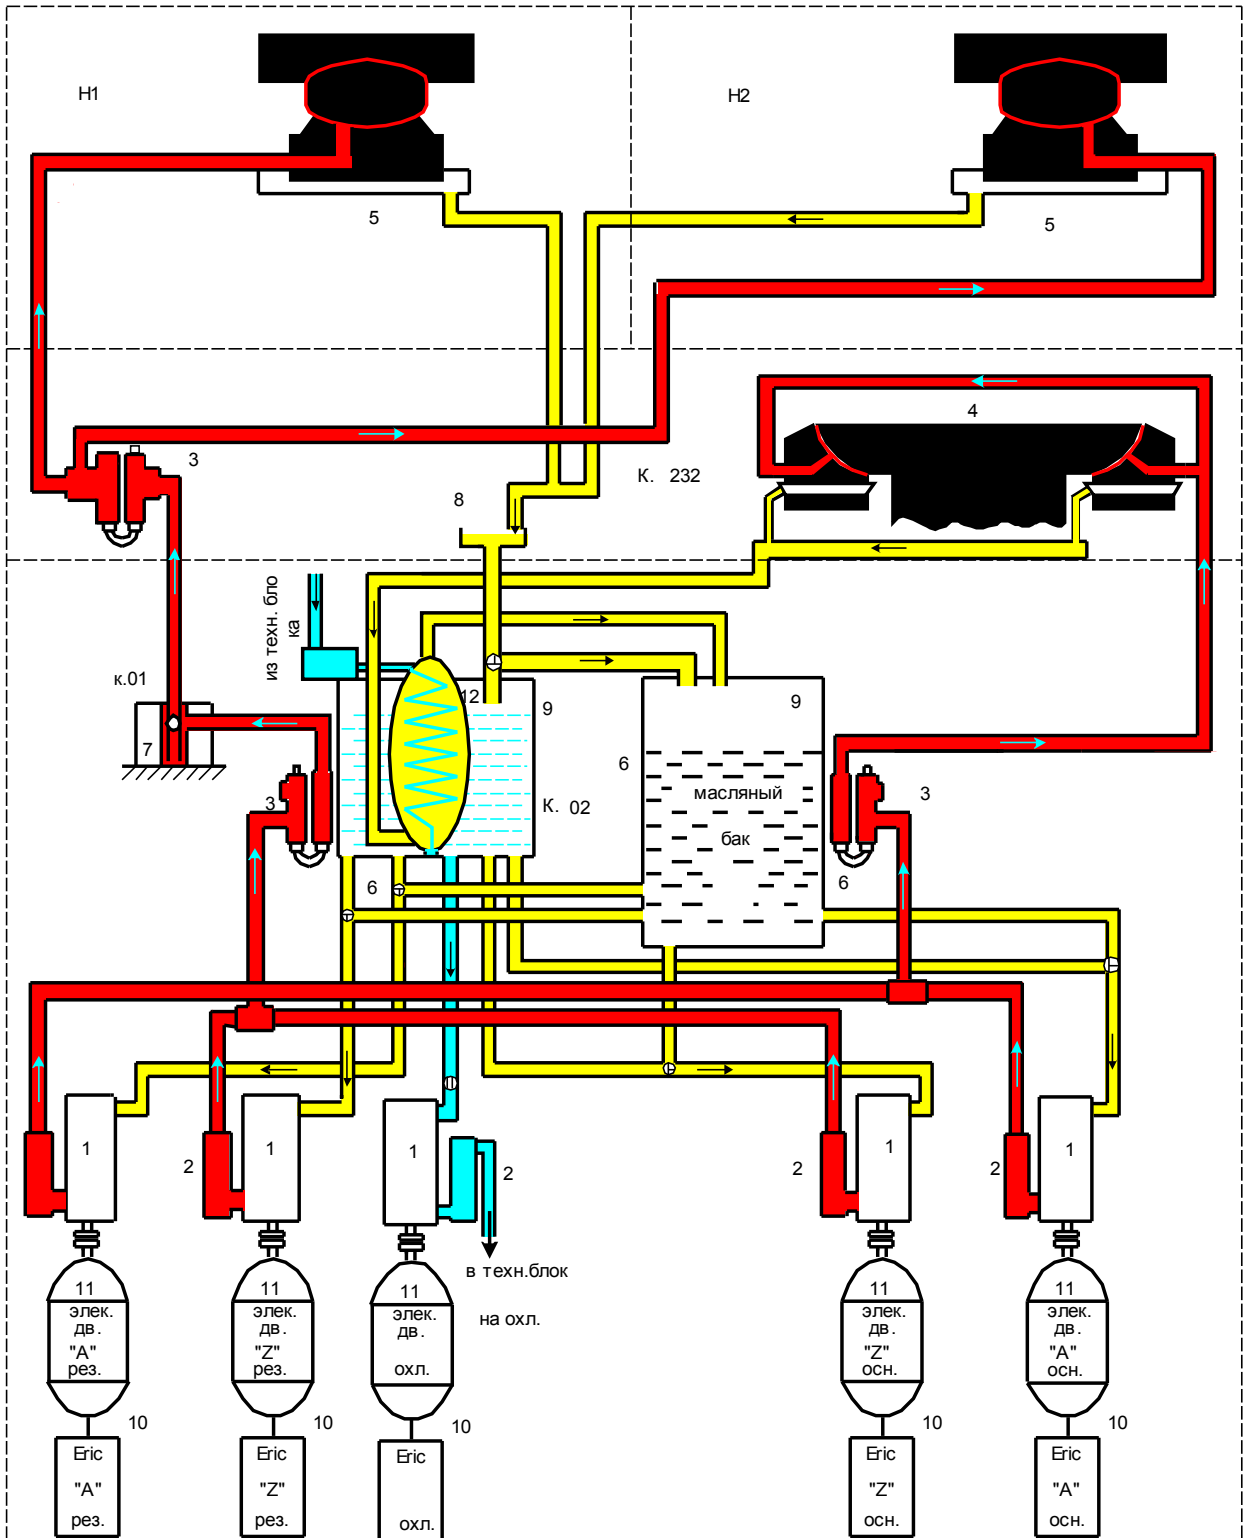 H1
H2
5
5
4
3
К. 232
8
из техн. бло
ка
к.01
12
9
9
7
6
масляный
3
3
К. 02
бак
6
6
1
1
1
1
1
2
2
2
2
в техн.блок
на охл.
11
11
11
11
11
элек.
дв.
"A"
рез.
элек.
дв.
"Z"
рез.
элек.
дв.
охл.
элек.
дв.
"Z"
осн.
элек.
дв.
"A"
осн.
10
10
10
10
10
Eric
"A"
рез.
Eric
"Z"
рез.
Eric
охл.
Eric
"Z"
осн.
Eric
"A"
осн.